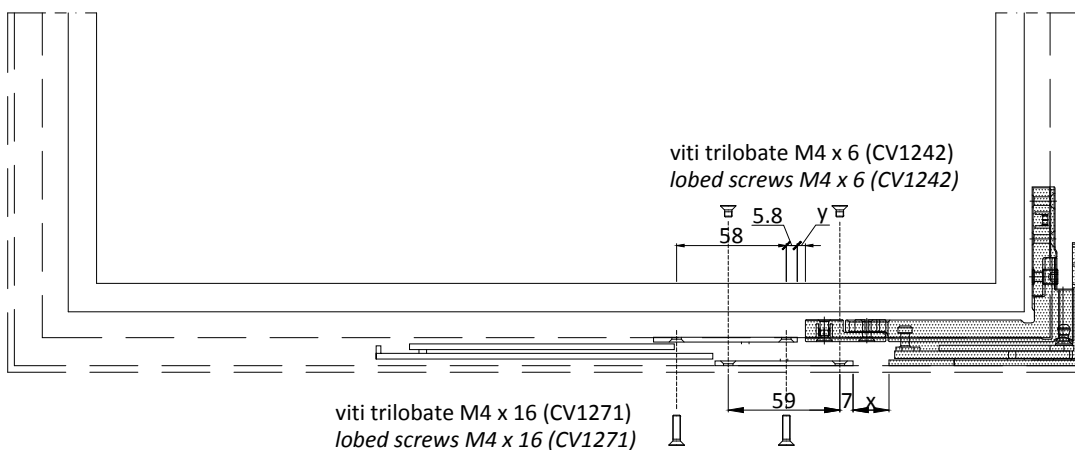 viti trilobate M4 x 6 (CV1242)
lobed screws M4 x 6 (CV1242)
5.8 y
58
59 7 x
viti trilobate M4 x 16 (CV1271)
lobed screws M4 x 16 (CV1271)